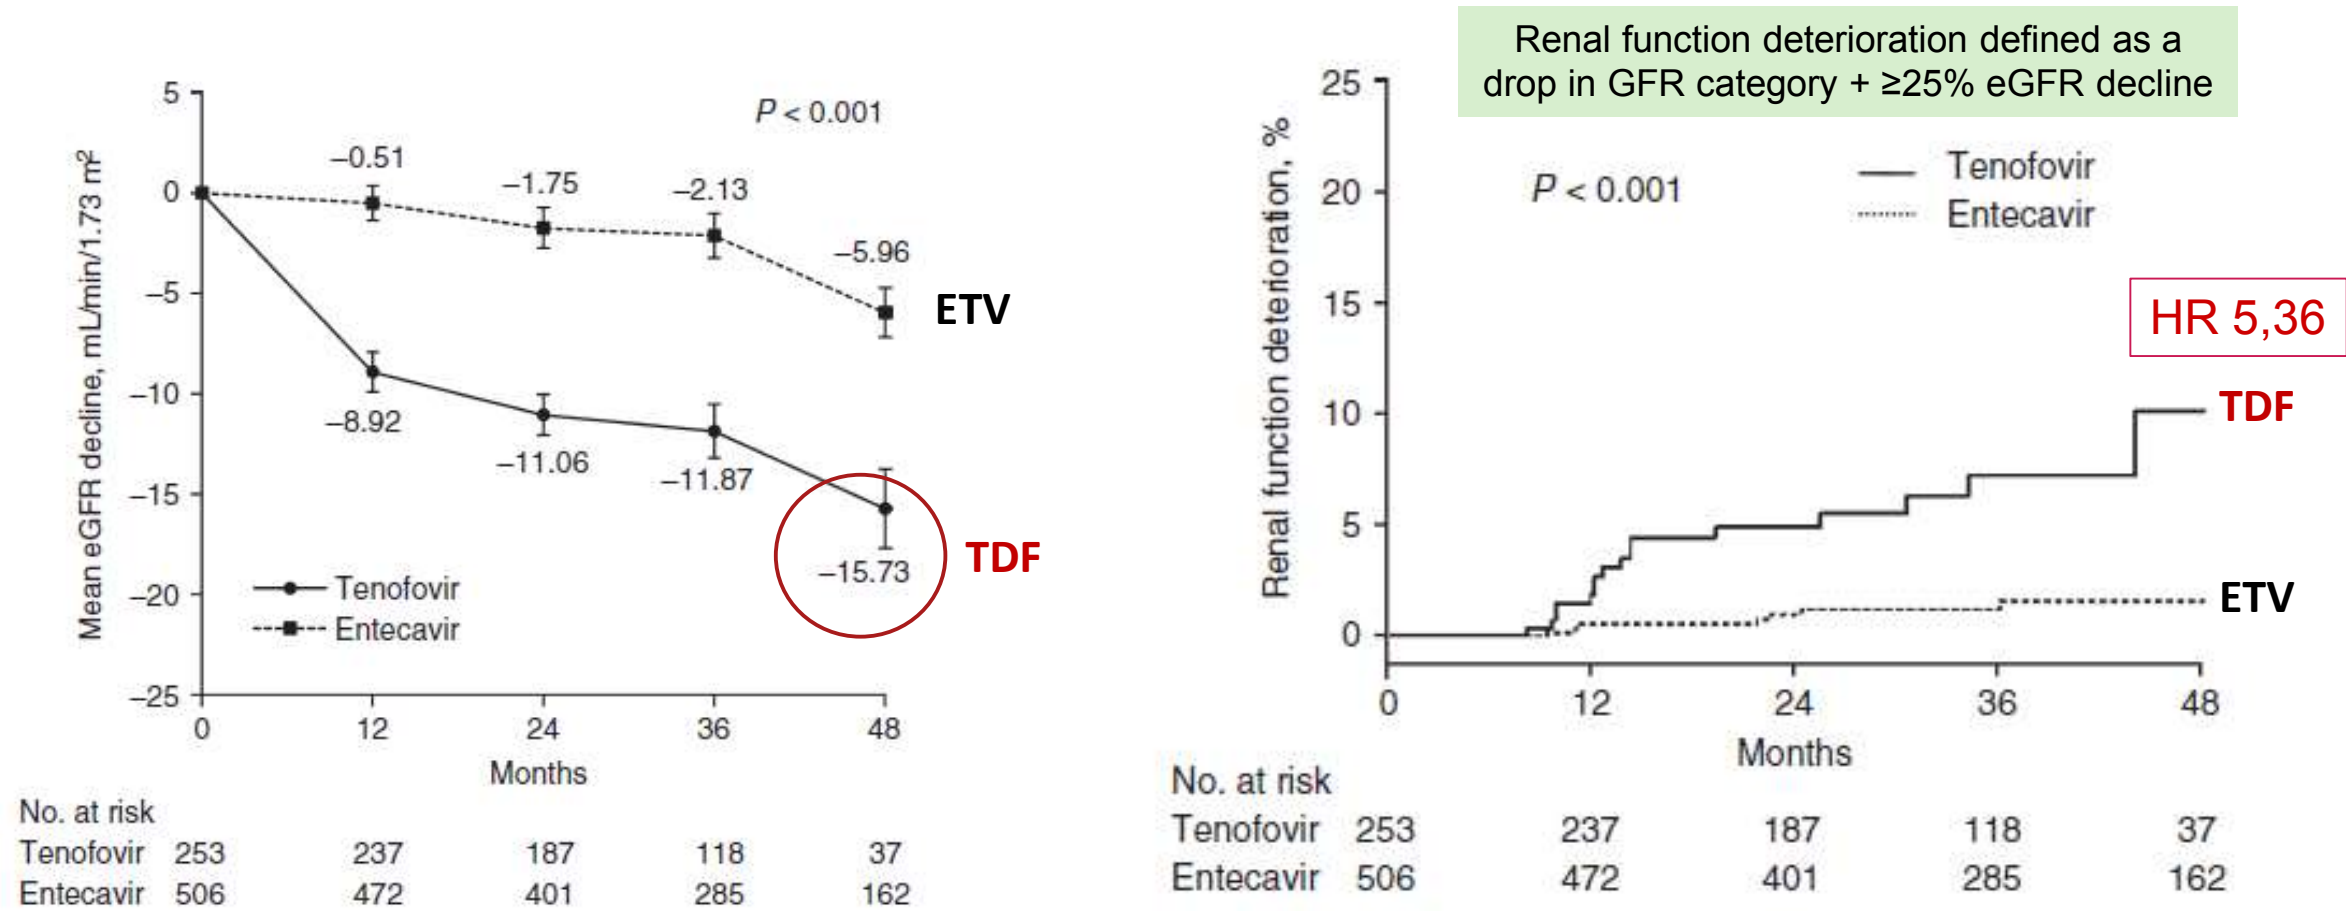 5
0
−5
−10
−15
−20
−25
Mean eGFR decline, mL/min/1.73 m²
P < 0.001
−0.51
−1.75
−2.13
−5.96
ETV
−8.92
−11.06
−11.87
−15.73
TDF
Tenofovir
Entecavir
0 12 24 36 48
Months
No. at risk
Tenofovir 253 237 187 118 37
Entecavir 506 472 401 285 162
Renal function deterioration defined as a
drop in GFR category + ≥25% eGFR decline
25
20
15
10
5
0
Renal function deterioration, %
P < 0.001
Tenofovir
Entecavir
HR 5,36
TDF
ETV
0 12 24 36 48
Months
No. at risk
Tenofovir 253 237 187 118 37
Entecavir 506 472 401 285 162